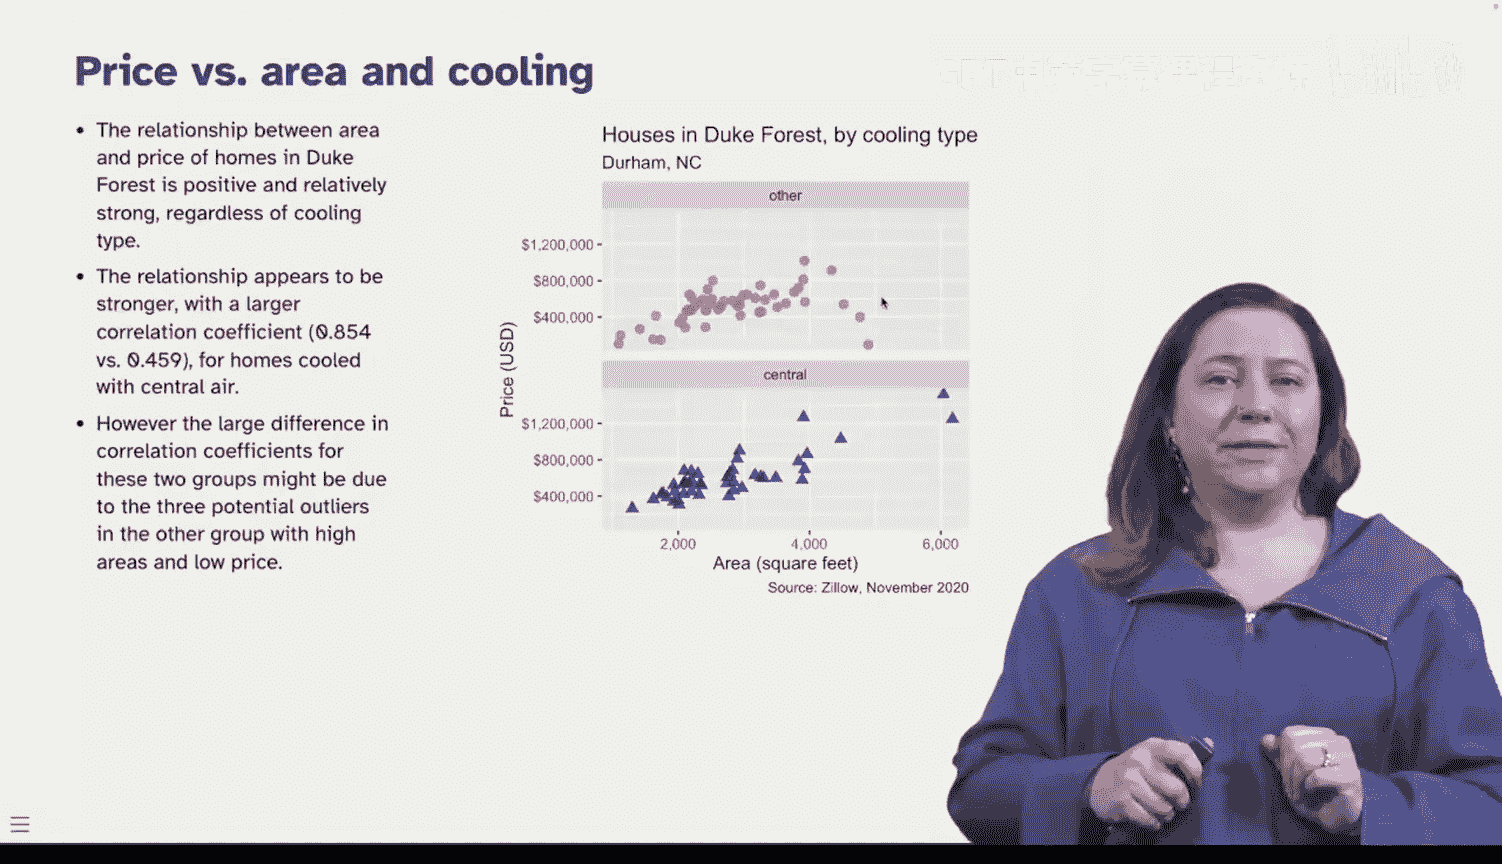 Price vs. area and cooling
• The relationship between area
and price of homes in Duke
Forest is positive and relatively
strong, regardless of cooling
type.
• The relationship appears to be
stronger, with a larger
correlation coefficient (0.854
vs. 0.459), for homes cooled
with central air.
• However the large difference in
correlation coefficients for
these two groups might be due
to the three potential outliers
in the other group with high
areas and low price.
Houses in Duke Forest, by cooling type
Durham, NC
other
$1,200,000
$800,000
$400,000
Price (USD)
central
$1,200,000
$800,000
$400,000
2,000 4,000 6,000
Area (square feet)
Source: Zillow, November 2020